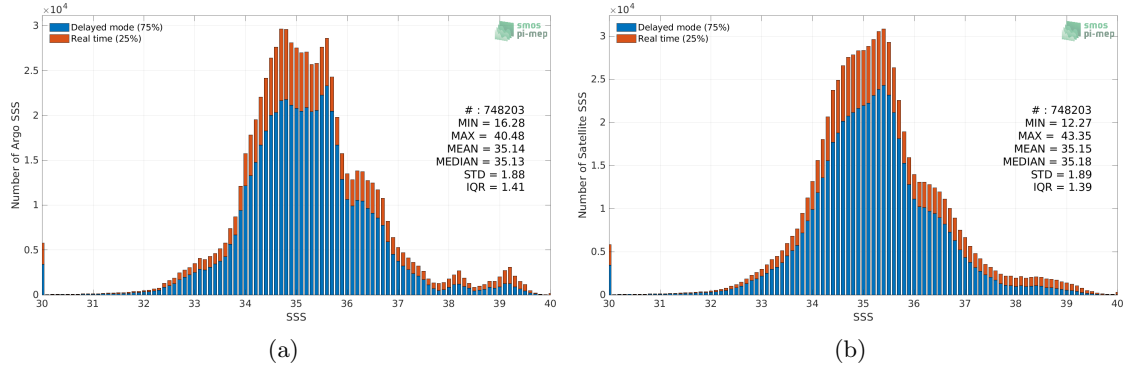 ×10⁴
3
2.5
2
1.5
1
0.5
0
Number of Argo SSS
Delayed mode (75%)
Real time (25%)
smos
pi-mep
# : 748203
MIN = 16.28
MAX = 40.48
MEAN = 35.14
MEDIAN = 35.13
STD = 1.88
IQR = 1.41
30 31 32 33 34 35 36 37 38 39 40
SSS
(a)
×10⁴
3
2.5
2
1.5
1
0.5
0
Number of Satellite SSS
Delayed mode (75%)
Real time (25%)
smos
pi-mep
# : 748203
MIN = 12.27
MAX = 43.35
MEAN = 35.15
MEDIAN = 35.18
STD = 1.89
IQR = 1.39
30 31 32 33 34 35 36 37 38 39 40
SSS
(b)